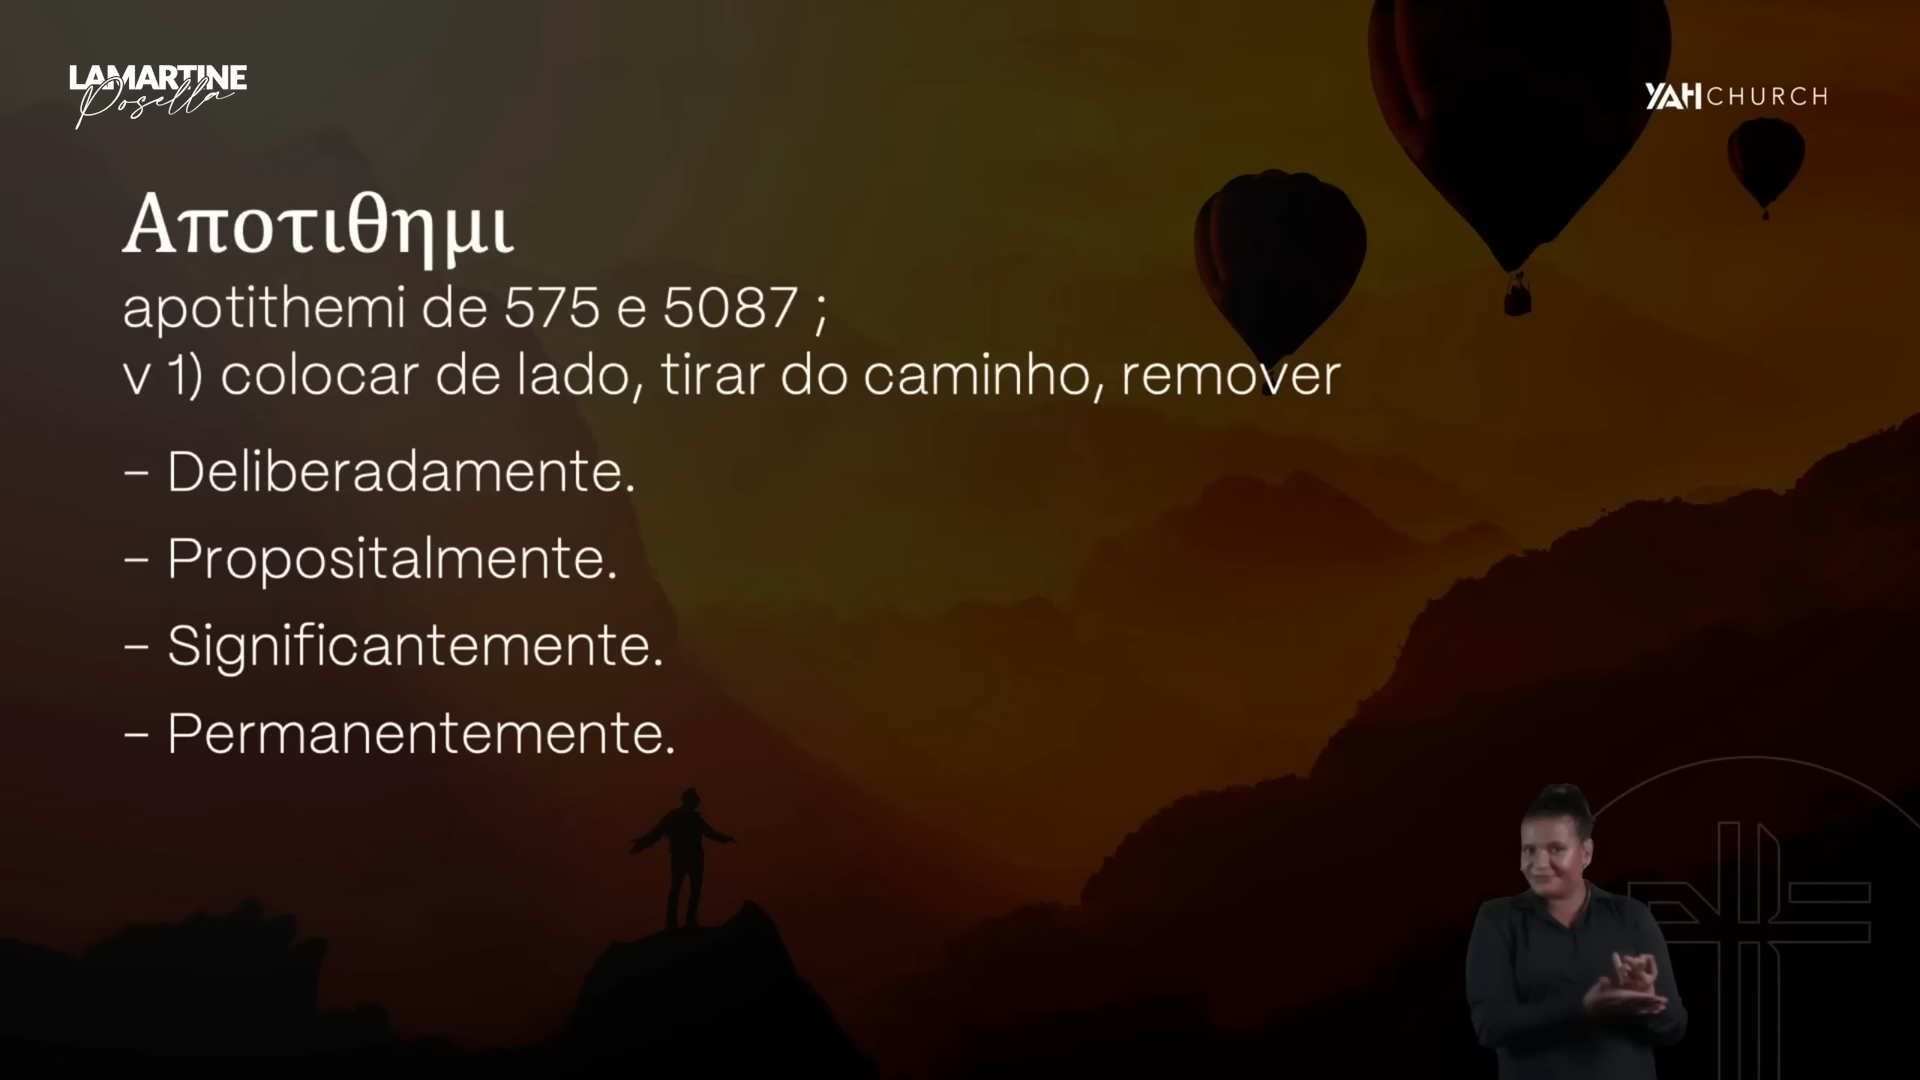 LAMARTINE
Posella
YAH CHURCH
Αποτιθημι
apotithemi de 575 e 5087 ;
v 1) colocar de lado, tirar do caminho, remover
– Deliberadamente.
– Propositalmente.
– Significantemente.
– Permanentemente.